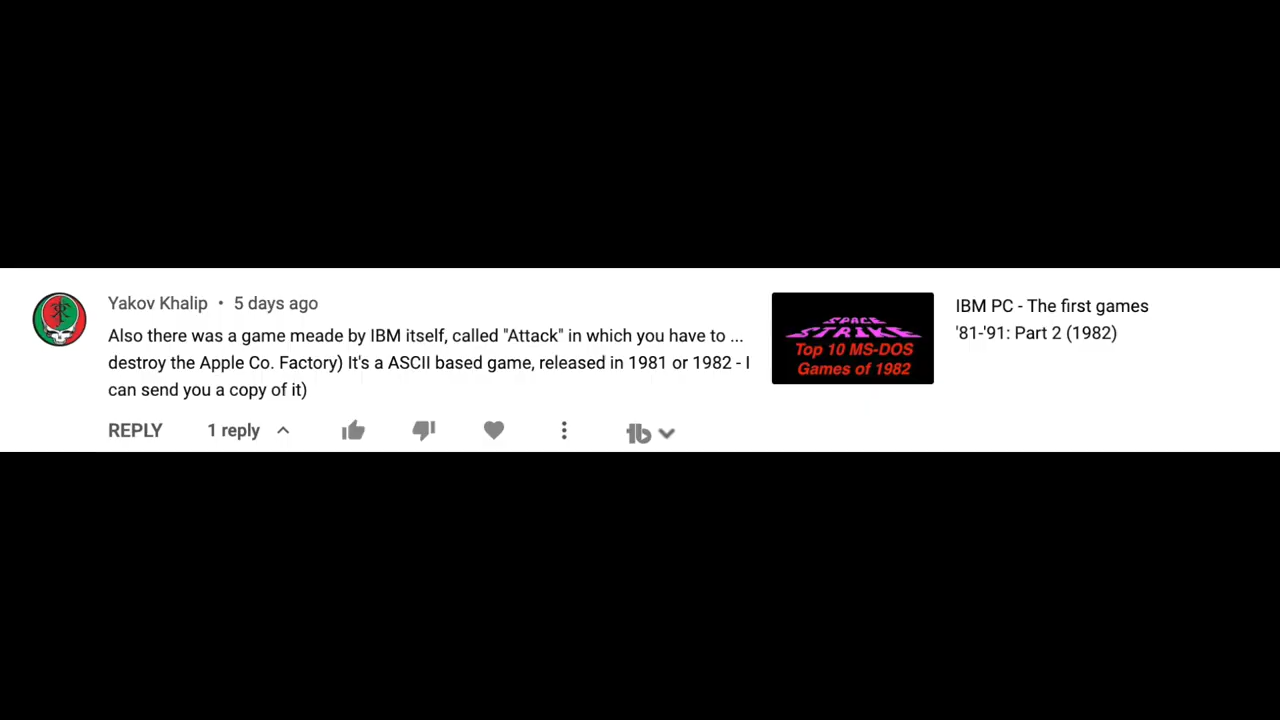 Yakov Khalip • 5 days ago
Also there was a game meade by IBM itself, called "Attack" in which you have to ...
destroy the Apple Co. Factory) It's a ASCII based game, released in 1981 or 1982 - I
can send you a copy of it)
REPLY 1 reply
SPACE
STRIKE
Top 10 MS-DOS
Games of 1982
IBM PC - The first games
'81-'91: Part 2 (1982)